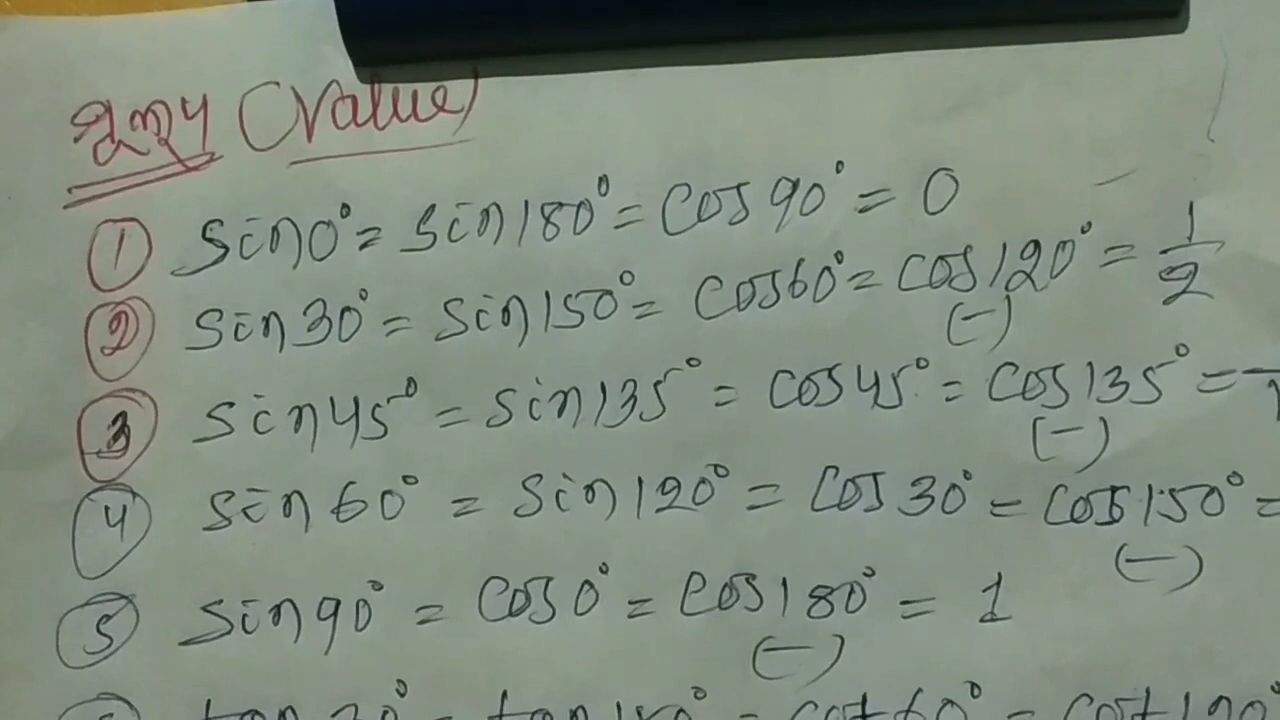 ମୂଲ୍ୟ (Value)
① sin0° = sin180° = cos90° = 0
② sin30° = sin150° = cos60° = cos120° = 1/2
(-)
③ sin45° = sin135° = cos45° = cos135° =
(-)
④ sin60° = sin120° = cos30° = cos150° =
(-)
⑤ sin90° = cos0° = cos180° = 1
(-)